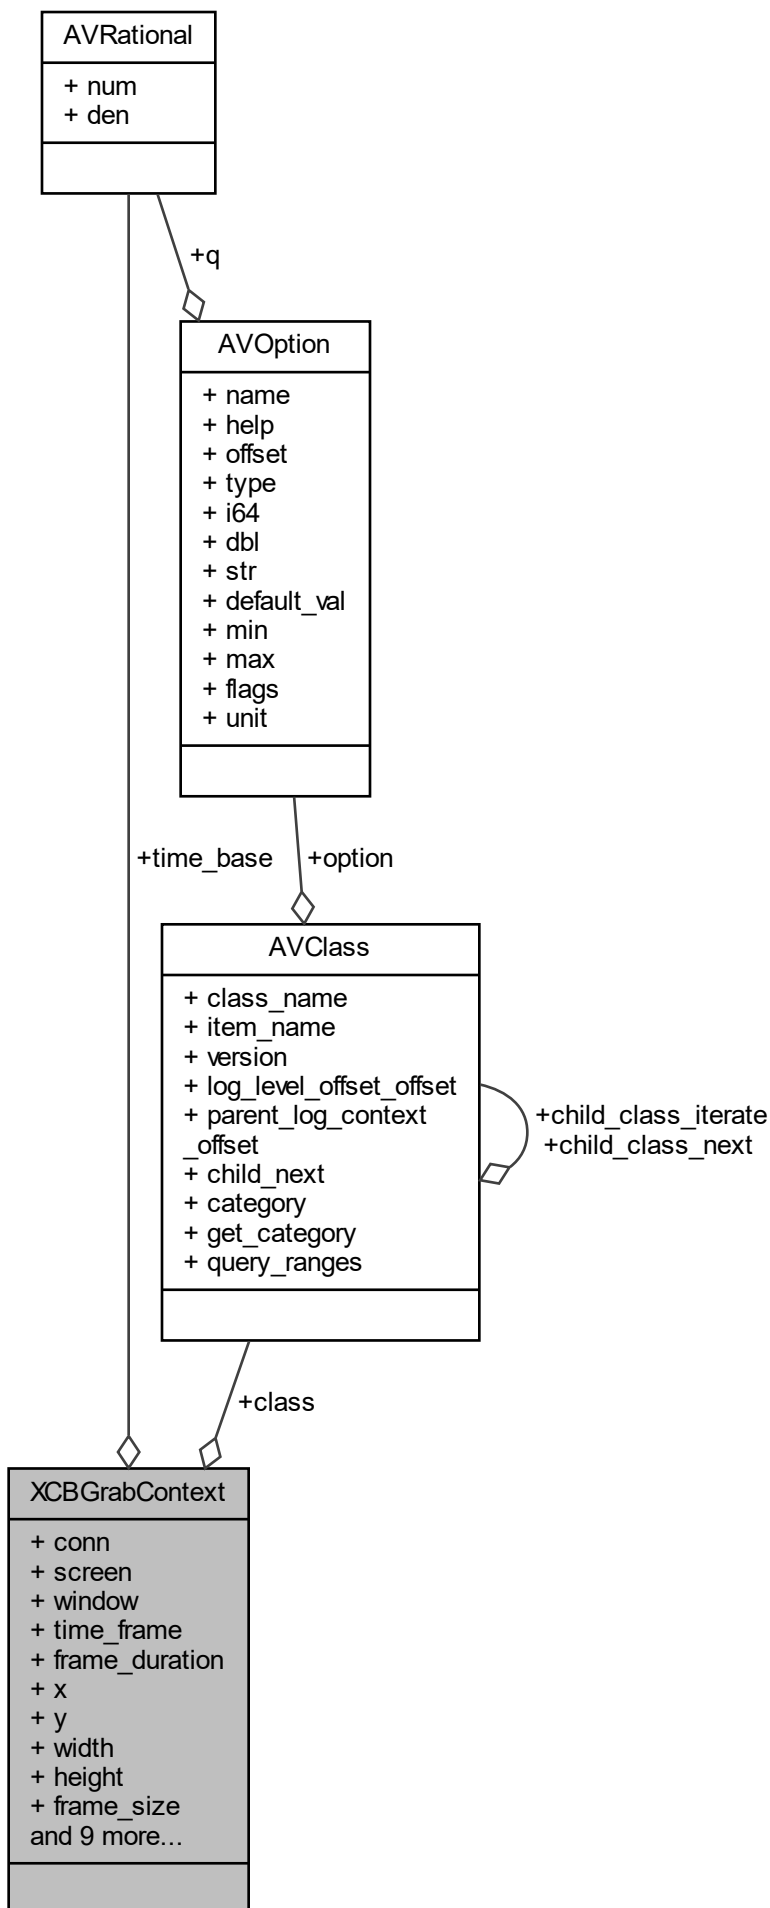 AVRational
+ num
+ den
+q
AVOption
+ name
+ help
+ offset
+ type
+ i64
+ dbl
+ str
+ default_val
+ min
+ max
+ flags
+ unit
+time_base
+option
AVClass
+ class_name
+ item_name
+ version
+ log_level_offset_offset
+ parent_log_context
_offset
+ child_next
+ category
+ get_category
+ query_ranges
+child_class_iterate
+child_class_next
+class
XCBGrabContext
+ conn
+ screen
+ window
+ time_frame
+ frame_duration
+ x
+ y
+ width
+ height
+ frame_size
and 9 more...